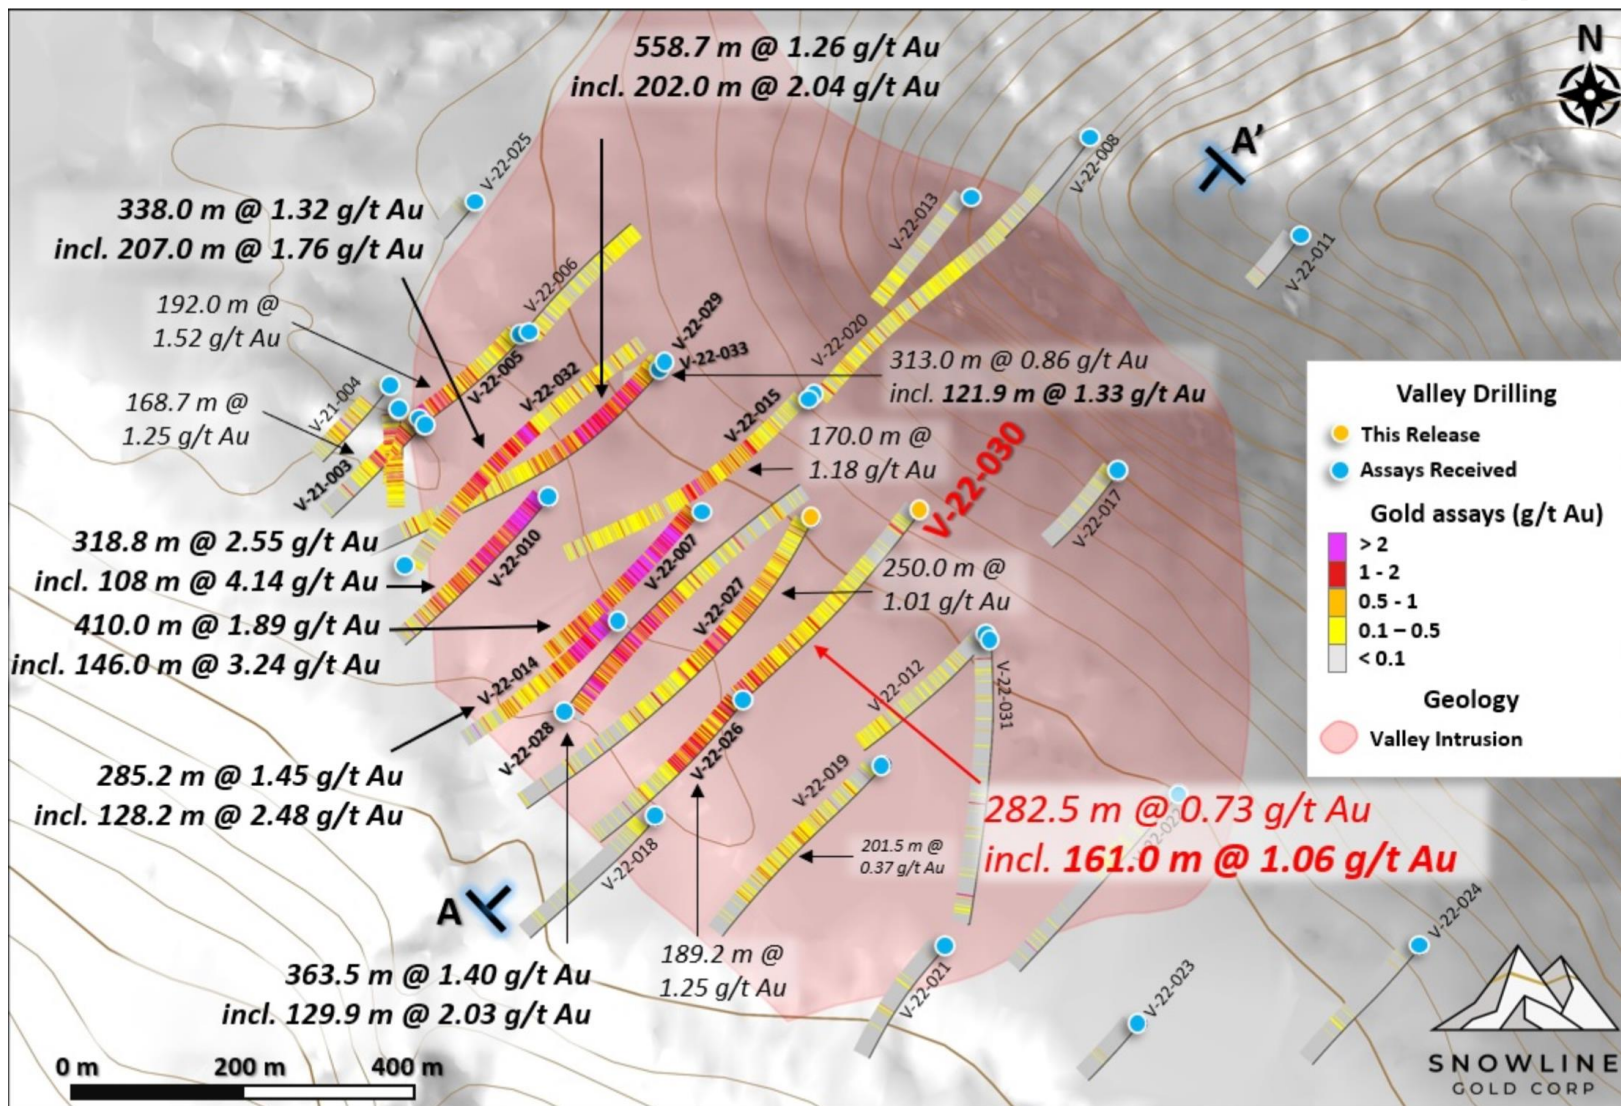 558.7 m @ 1.26 g/t Au
incl. 202.0 m @ 2.04 g/t Au
N
A'
V-22-025
V-22-008
V-22-013
V-22-011
338.0 m @ 1.32 g/t Au
incl. 207.0 m @ 1.76 g/t Au
V-22-006
192.0 m @
1.52 g/t Au
V-22-029
V-22-033
V-22-020
V-22-005
V-22-032
313.0 m @ 0.86 g/t Au
incl. 121.9 m @ 1.33 g/t Au
V-21-004
V-22-015
168.7 m @
1.25 g/t Au
170.0 m @
1.18 g/t Au
V-21-003
V-22-030
V-22-017
Valley Drilling
This Release
Assays Received
Gold assays (g/t Au)
> 2
1 - 2
0.5 - 1
0.1 – 0.5
< 0.1
Geology
Valley Intrusion
318.8 m @ 2.55 g/t Au
incl. 108 m @ 4.14 g/t Au
V-22-010
V-22-007
V-22-027
250.0 m @
1.01 g/t Au
410.0 m @ 1.89 g/t Au
incl. 146.0 m @ 3.24 g/t Au
V-22-014
V-22-012
V-22-031
V-22-028
V-22-026
V-22-019
285.2 m @ 1.45 g/t Au
incl. 128.2 m @ 2.48 g/t Au
282.5 m @ 0.73 g/t Au
incl. 161.0 m @ 1.06 g/t Au
V-22-018
201.5 m @
0.37 g/t Au
A
V-22-024
189.2 m @
1.25 g/t Au
363.5 m @ 1.40 g/t Au
incl. 129.9 m @ 2.03 g/t Au
V-22-021
V-22-023
0 m 200 m 400 m
SNOWLINE
GOLD CORP